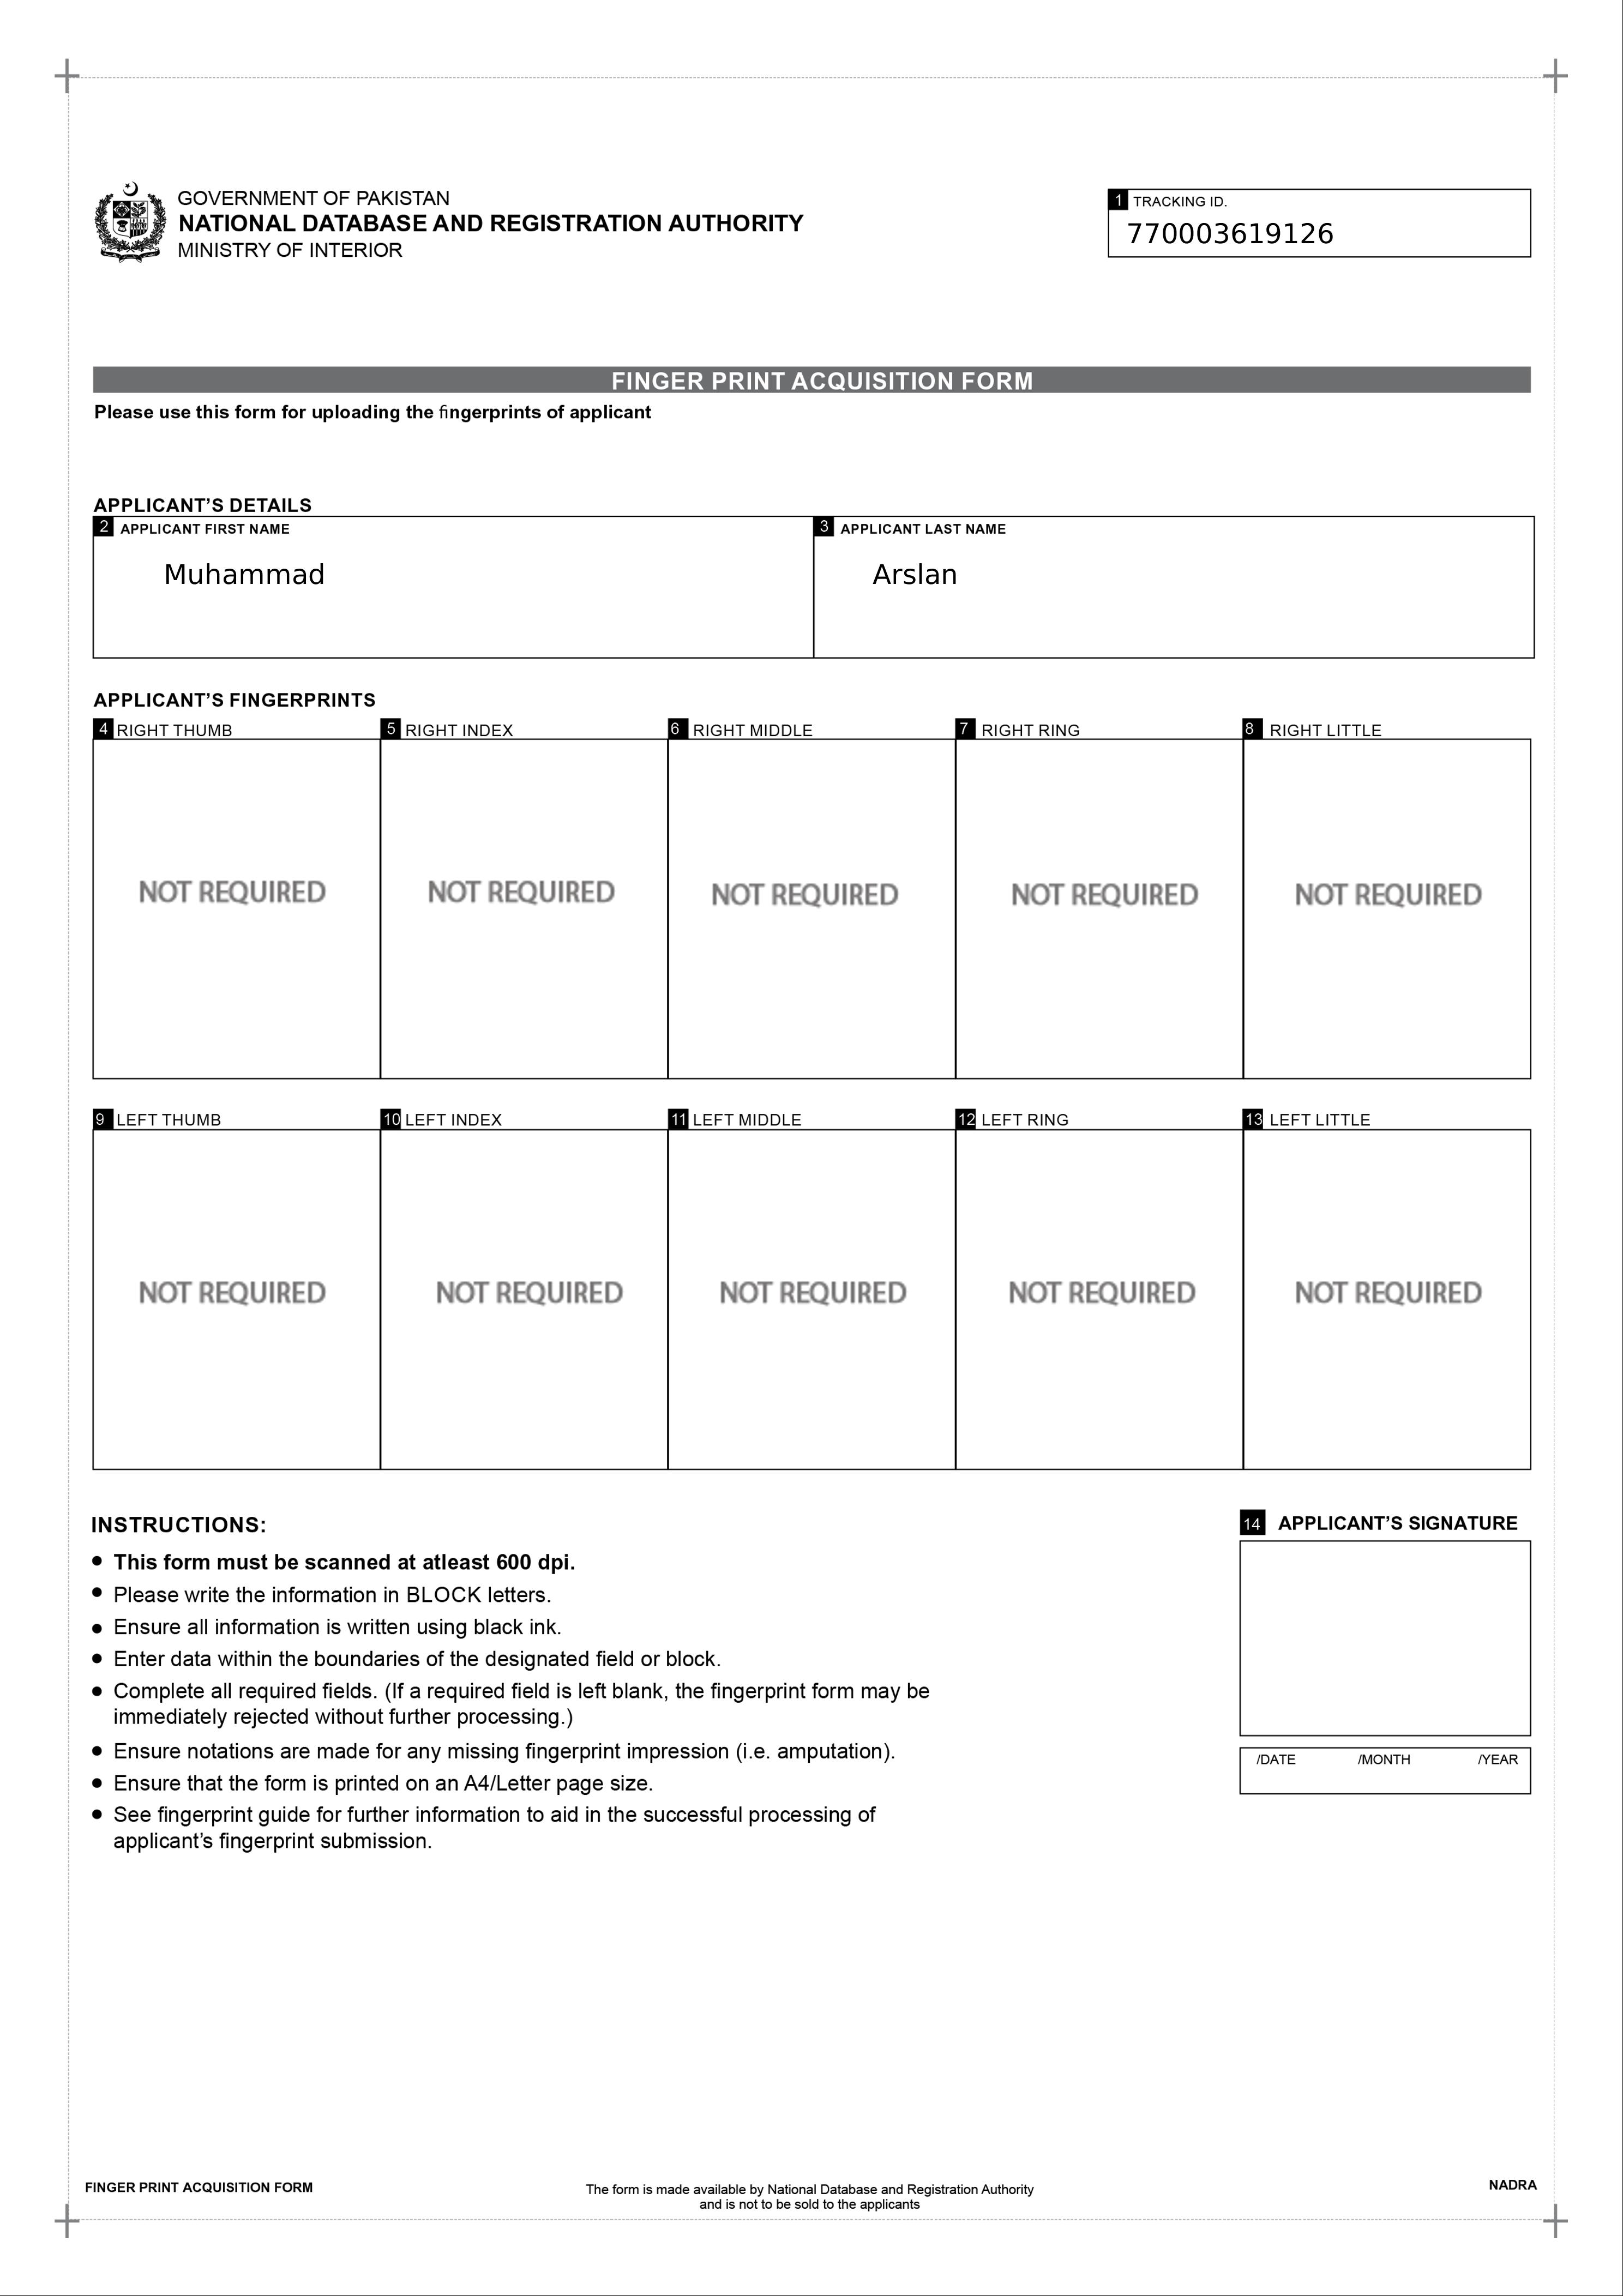 GOVERNMENT OF PAKISTAN
NATIONAL DATABASE AND REGISTRATION AUTHORITY
MINISTRY OF INTERIOR
1 TRACKING ID.
770003619126
FINGER PRINT ACQUISITION FORM
Please use this form for uploading the fingerprints of applicant
APPLICANT'S DETAILS
2 APPLICANT FIRST NAME
Muhammad
3 APPLICANT LAST NAME
Arslan
APPLICANT'S FINGERPRINTS
4 RIGHT THUMB 5 RIGHT INDEX 6 RIGHT MIDDLE 7 RIGHT RING 8 RIGHT LITTLE
NOT REQUIRED NOT REQUIRED NOT REQUIRED NOT REQUIRED NOT REQUIRED
9 LEFT THUMB 10 LEFT INDEX 11 LEFT MIDDLE 12 LEFT RING 13 LEFT LITTLE
NOT REQUIRED NOT REQUIRED NOT REQUIRED NOT REQUIRED NOT REQUIRED
INSTRUCTIONS:
• This form must be scanned at atleast 600 dpi.
• Please write the information in BLOCK letters.
• Ensure all information is written using black ink.
• Enter data within the boundaries of the designated field or block.
• Complete all required fields. (If a required field is left blank, the fingerprint form may be
immediately rejected without further processing.)
• Ensure notations are made for any missing fingerprint impression (i.e. amputation).
• Ensure that the form is printed on an A4/Letter page size.
• See fingerprint guide for further information to aid in the successful processing of
applicant's fingerprint submission.
14 APPLICANT'S SIGNATURE
/DATE /MONTH /YEAR
FINGER PRINT ACQUISITION FORM
The form is made available by National Database and Registration Authority
and is not to be sold to the applicants
NADRA